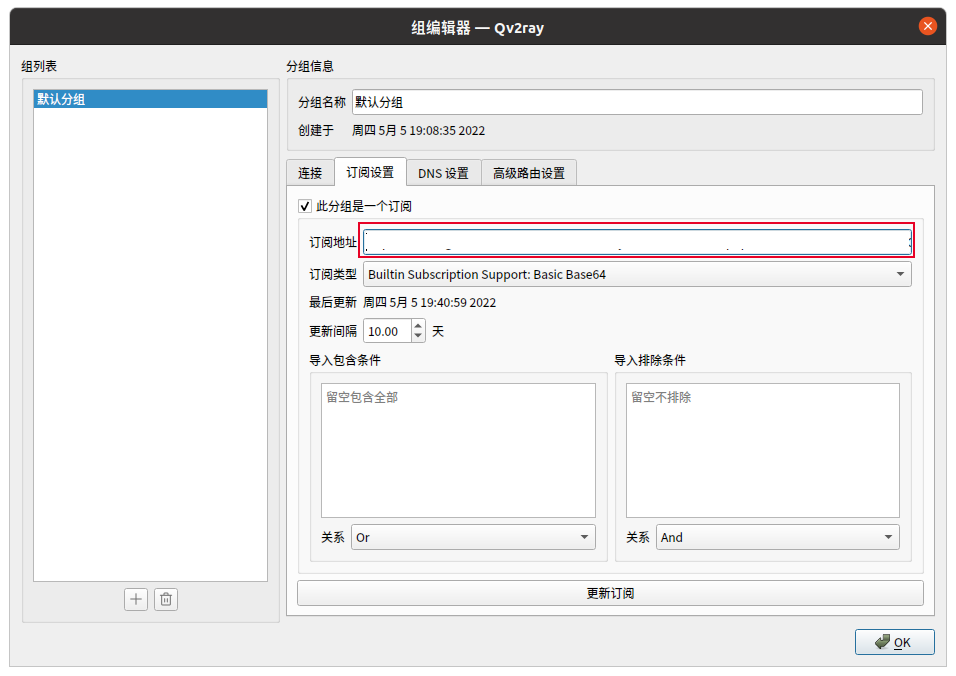 组编辑器 — Qv2ray
组列表
默认分组
分组信息
分组名称 默认分组
创建于 周四 5月 5 19:08:35 2022
连接 订阅设置 DNS 设置 高级路由设置
此分组是一个订阅
订阅地址
订阅类型 Builtin Subscription Support: Basic Base64
最后更新 周四 5月 5 19:40:59 2022
更新间隔 10.00 天
导入包含条件 导入排除条件
留空包含全部 留空不排除
关系 Or 关系 And
更新订阅
OK